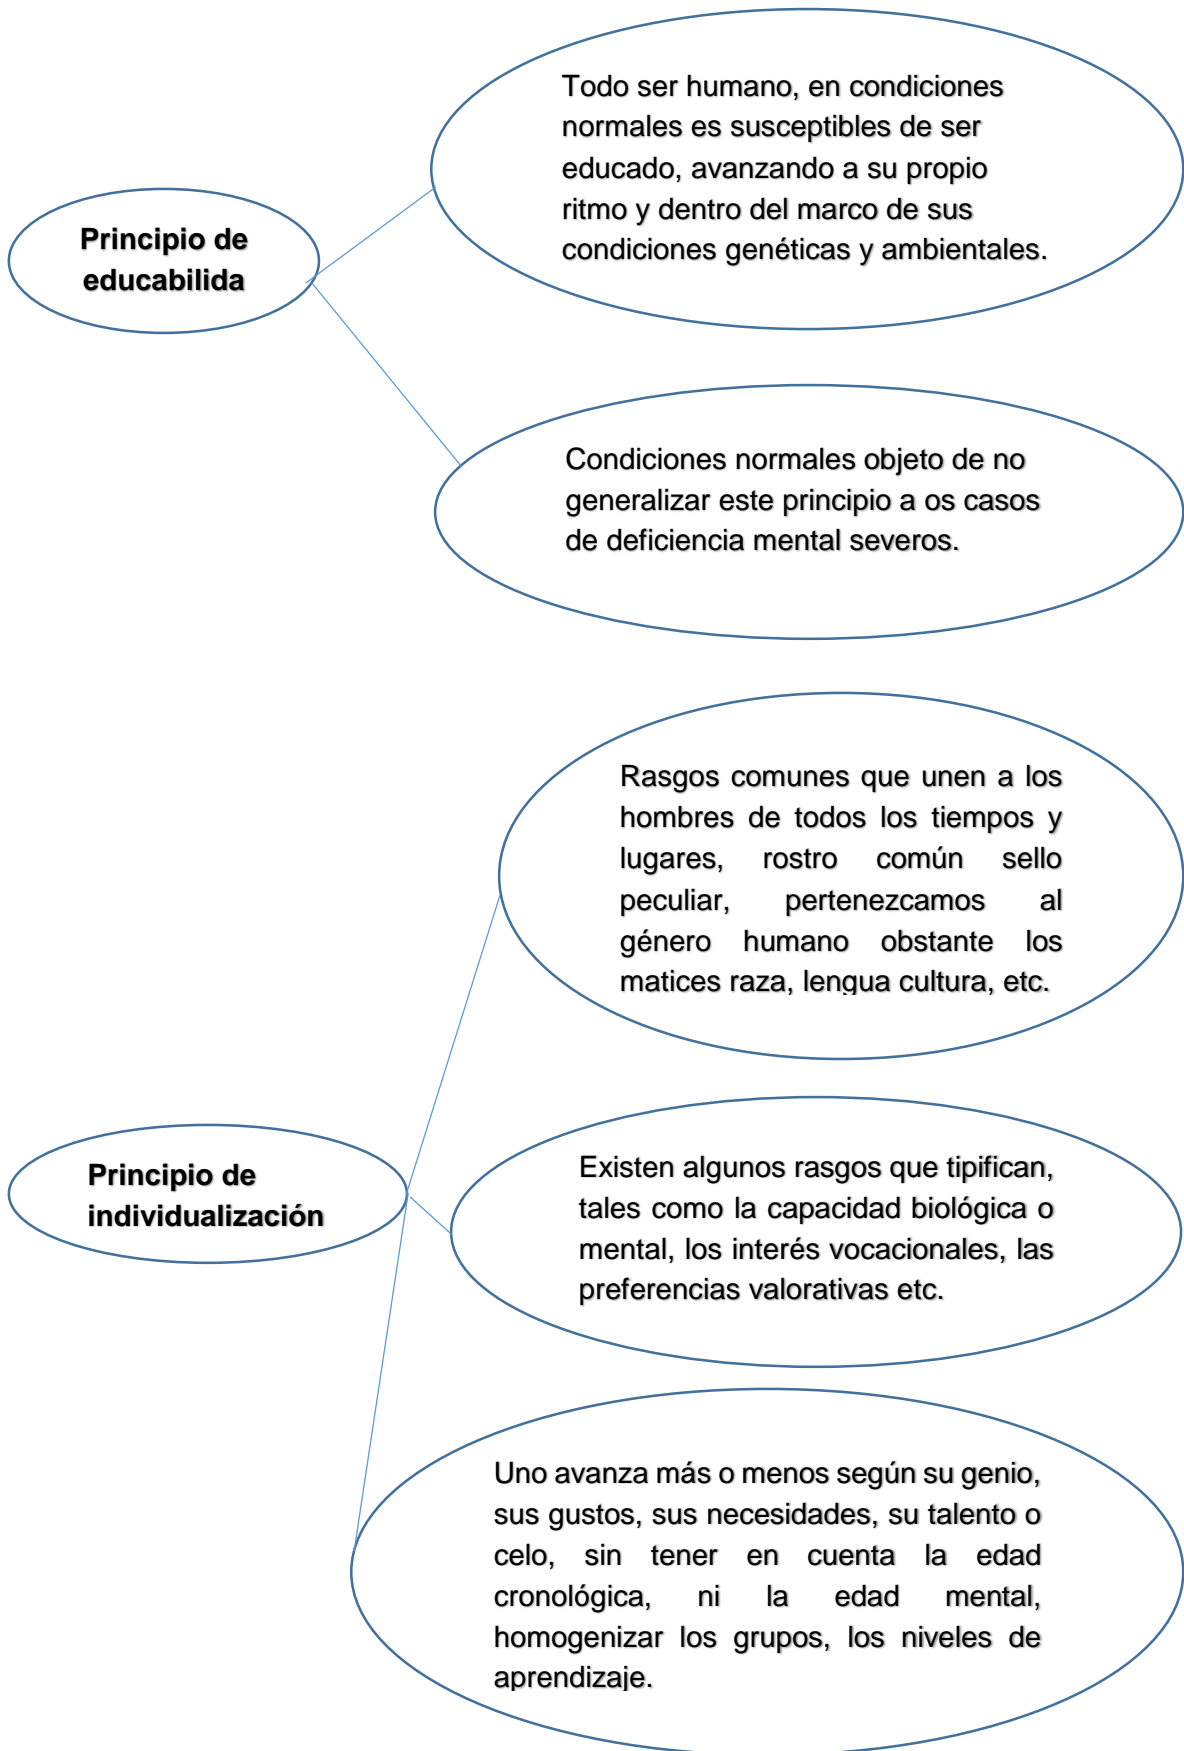 Todo ser humano, en condiciones
normales es susceptibles de ser
educado, avanzando a su propio
ritmo y dentro del marco de sus
condiciones genéticas y ambientales.
Principio de
educabilida
Condiciones normales objeto de no
generalizar este principio a os casos
de deficiencia mental severos.
Rasgos comunes que unen a los
hombres de todos los tiempos y
lugares, rostro común sello
peculiar, pertenezcamos al
género humano obstante los
matices raza, lengua cultura, etc.
Principio de
individualización
Existen algunos rasgos que tipifican,
tales como la capacidad biológica o
mental, los interés vocacionales, las
preferencias valorativas etc.
Uno avanza más o menos según su genio,
sus gustos, sus necesidades, su talento o
celo, sin tener en cuenta la edad
cronológica, ni la edad mental,
homogenizar los grupos, los niveles de
aprendizaje.